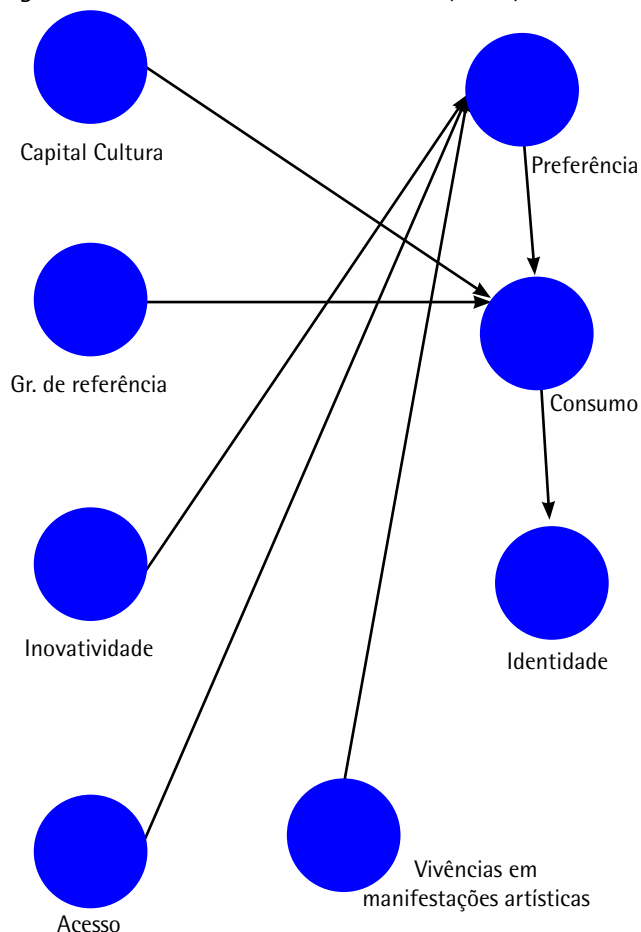 Capital Cultura
Preferência
Gr. de referência
Consumo
Inovatividade
Identidade
Vivências em
manifestações artísticas
Acesso